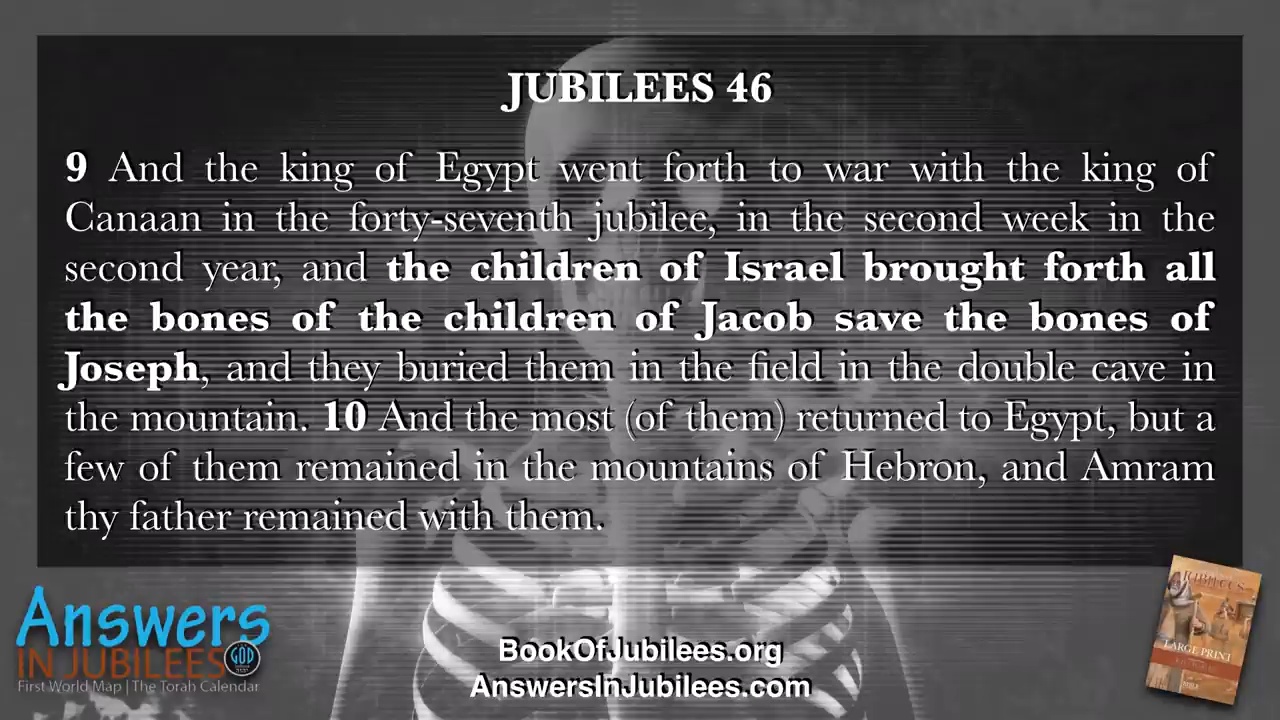 JUBILEES 46
9 And the king of Egypt went forth to war with the king of
Canaan in the forty-seventh jubilee, in the second week in the
second year, and the children of Israel brought forth all
the bones of the children of Jacob save the bones of
Joseph, and they buried them in the field in the double cave in
the mountain. 10 And the most (of them) returned to Egypt, but a
few of them remained in the mountains of Hebron, and Amram
thy father remained with them.
Answers
IN JUBILEES
GOD
First World Map | The Torah Calendar
BookOfJubilees.org
AnswersInJubilees.com
JUBILEES
LARGE PRINT